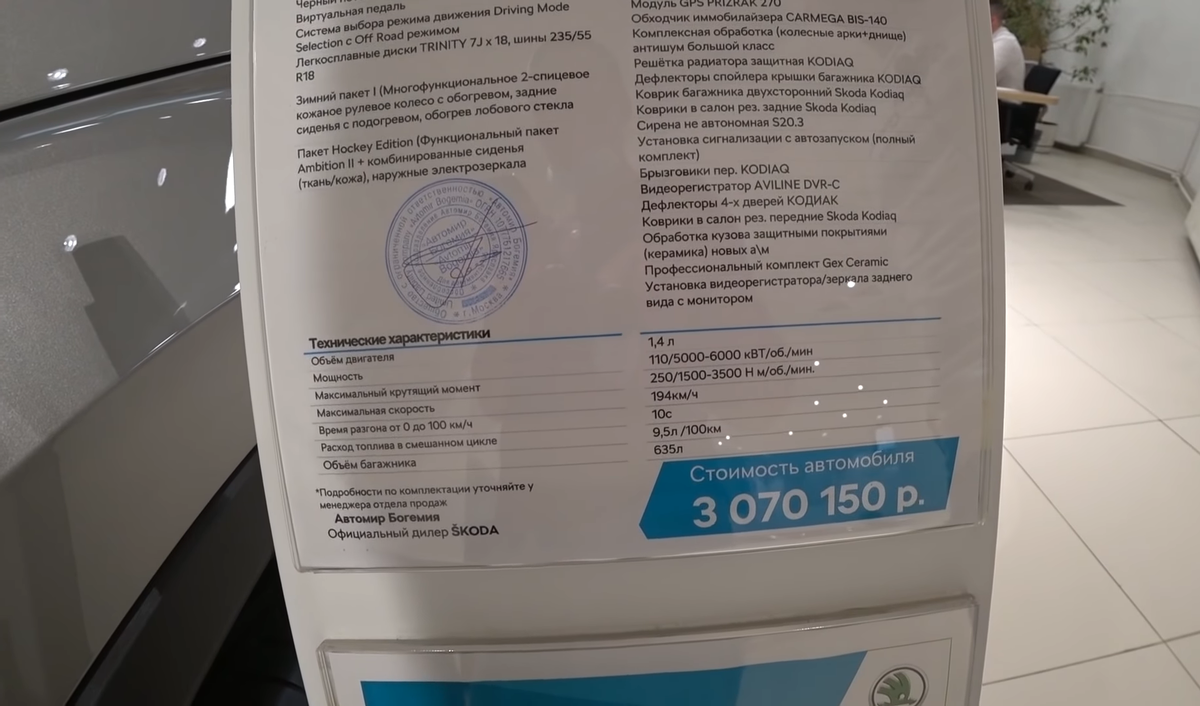 Виртуальная педаль
Система выбора режима движения Driving Mode
Selection с Off Road режимом
Легкосплавные диски TRINITY 7J x 18, шины 235/55
R18
Зимний пакет I (Многофункциональное 2-спицевое
кожаное рулевое колесо с обогревом, задние
сиденья с подогревом, обогрев лобового стекла
Пакет Hockey Edition (Функциональный пакет
Ambition II + комбинированные сиденья
(ткань/кожа), наружные электрозеркала
Модуль GPS PRIZRAK 270
Обходчик иммобилайзера CARMEGA BIS-140
Комплексная обработка (колесные арки+днище)
антишум большой класс
Решётка радиатора защитная KODIAQ
Дефлекторы спойлера крышки багажника KODIAQ
Коврик багажника двухсторонний Skoda Kodiaq
Коврики в салон рез. задние Skoda Kodiaq
Сирена не автономная S20.3
Установка сигнализации с автозапуском (полный
комплект)
Брызговики пер. KODIAQ
Видеорегистратор AVILINE DVR-C
Дефлекторы 4-х дверей КОДИАК
Коврики в салон рез. передние Skoda Kodiaq
Обработка кузова защитными покрытиями
(керамика) новых а\м
Профессиональный комплект Gex Ceramic
Установка видеорегистратора/зеркала заднего
вида с монитором
«Автомир
Богемия»
г. Москва
Технические характеристики
Объём двигателя 1,4 л
Мощность 110/5000-6000 кВТ/об./мин
Максимальный крутящий момент 250/1500-3500 Н м/об./мин.
Максимальная скорость 194км/ч
Время разгона от 0 до 100 км/ч 10с
Расход топлива в смешанном цикле 9,5л /100км
Объём багажника 635л
*Подробности по комплектации уточняйте у
менеджера отдела продаж
Автомир Богемия
Официальный дилер ŠKODA
Стоимость автомобиля
3 070 150 р.